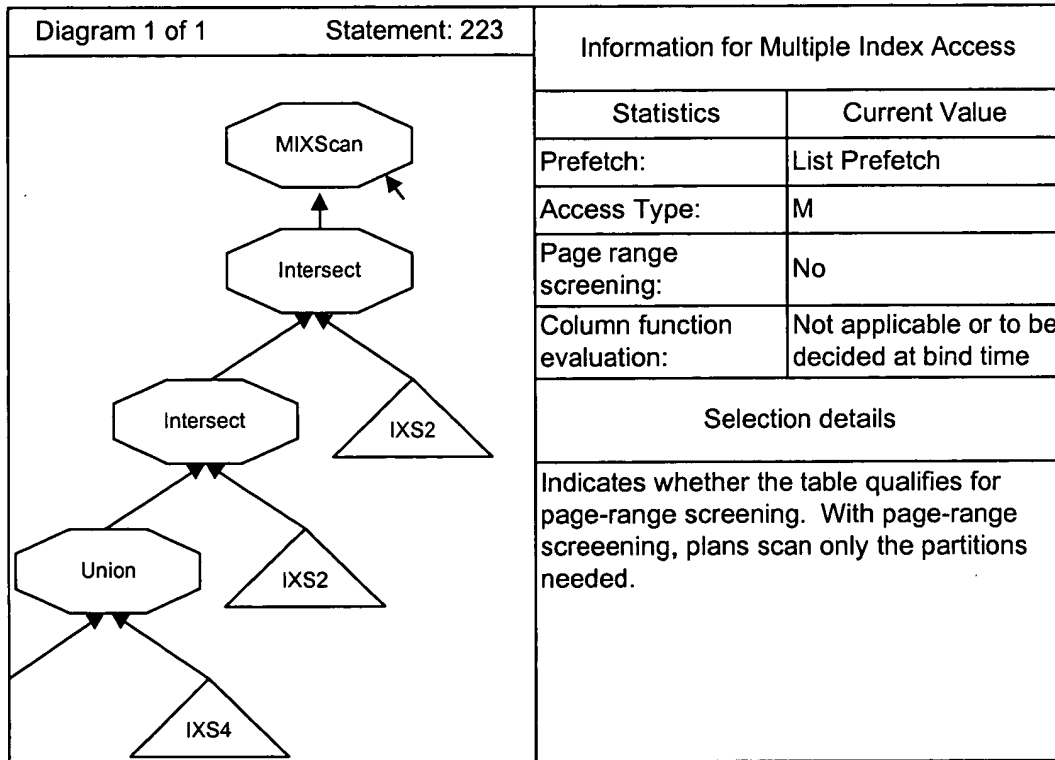 Diagram 1 of 1 Statement: 223
MIXScan
Intersect
Intersect
IXS2
Union
IXS2
IXS4
Information for Multiple Index Access
Statistics Current Value
Prefetch: List Prefetch
Access Type: M
Page range
screening:
No
Column function
evaluation:
Not applicable or to be
decided at bind time
Selection details
Indicates whether the table qualifies for
page-range screening. With page-range
screeening, plans scan only the partitions
needed.